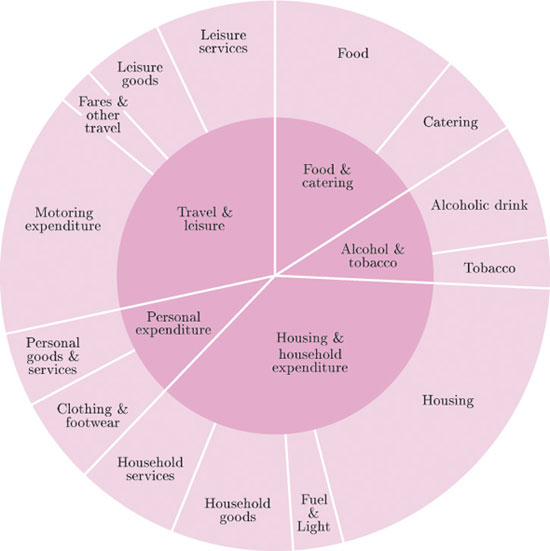 Leisure
services
Food
Leisure
goods
Fares &
other
travel
Catering
Food &
catering
Motoring
expenditure
Travel &
leisure
Alcoholic drink
Alcohol &
tobacco
Tobacco
Personal
expenditure
Personal
goods &
services
Housing &
household
expenditure
Housing
Clothing &
footwear
Household
services
Household
goods
Fuel
&
Light